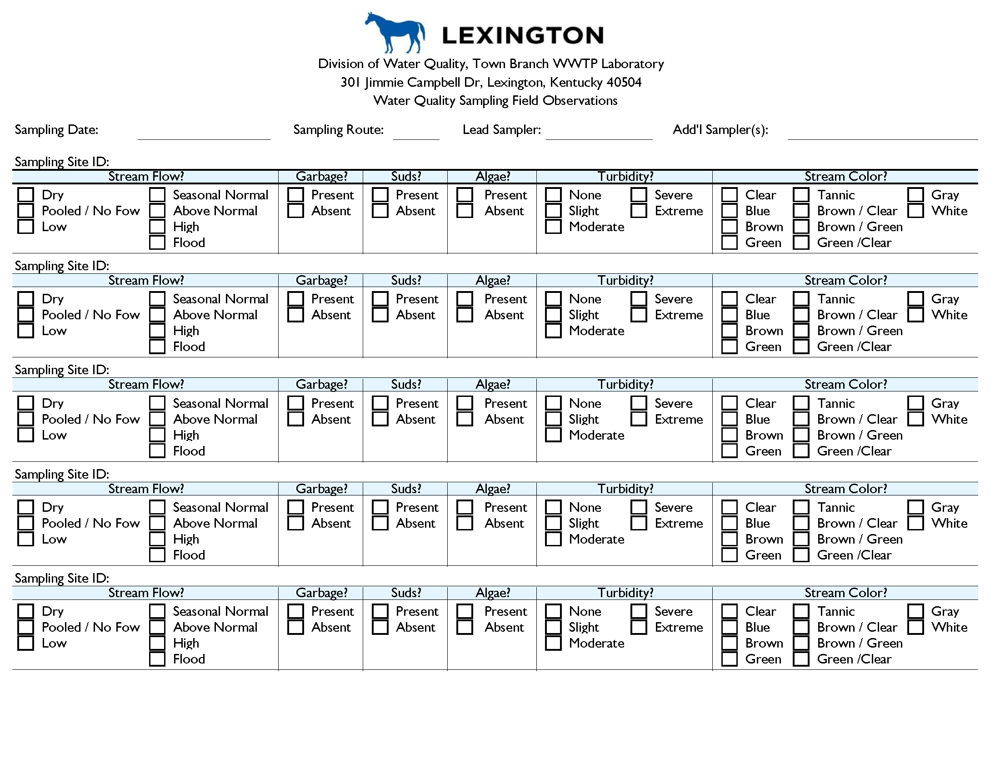 LEXINGTON
Division of Water Quality, Town Branch WWTP Laboratory
301 Jimmie Campbell Dr, Lexington, Kentucky 40504
Water Quality Sampling Field Observations
Sampling Date: Sampling Route: Lead Sampler: Add'l Sampler(s):
Sampling Site ID:
Stream Flow? Garbage? Suds? Algae? Turbidity? Stream Color?
Dry Seasonal Normal Present Present Present None Severe Clear Tannic Gray
Pooled / No Fow Above Normal Absent Absent Absent Slight Extreme Blue Brown / Clear White
Low High Moderate Brown Brown / Green
Flood Green Green /Clear
Sampling Site ID:
Stream Flow? Garbage? Suds? Algae? Turbidity? Stream Color?
Dry Seasonal Normal Present Present Present None Severe Clear Tannic Gray
Pooled / No Fow Above Normal Absent Absent Absent Slight Extreme Blue Brown / Clear White
Low High Moderate Brown Brown / Green
Flood Green Green /Clear
Sampling Site ID:
Stream Flow? Garbage? Suds? Algae? Turbidity? Stream Color?
Dry Seasonal Normal Present Present Present None Severe Clear Tannic Gray
Pooled / No Fow Above Normal Absent Absent Absent Slight Extreme Blue Brown / Clear White
Low High Moderate Brown Brown / Green
Flood Green Green /Clear
Sampling Site ID:
Stream Flow? Garbage? Suds? Algae? Turbidity? Stream Color?
Dry Seasonal Normal Present Present Present None Severe Clear Tannic Gray
Pooled / No Fow Above Normal Absent Absent Absent Slight Extreme Blue Brown / Clear White
Low High Moderate Brown Brown / Green
Flood Green Green /Clear
Sampling Site ID:
Stream Flow? Garbage? Suds? Algae? Turbidity? Stream Color?
Dry Seasonal Normal Present Present Present None Severe Clear Tannic Gray
Pooled / No Fow Above Normal Absent Absent Absent Slight Extreme Blue Brown / Clear White
Low High Moderate Brown Brown / Green
Flood Green Green /Clear